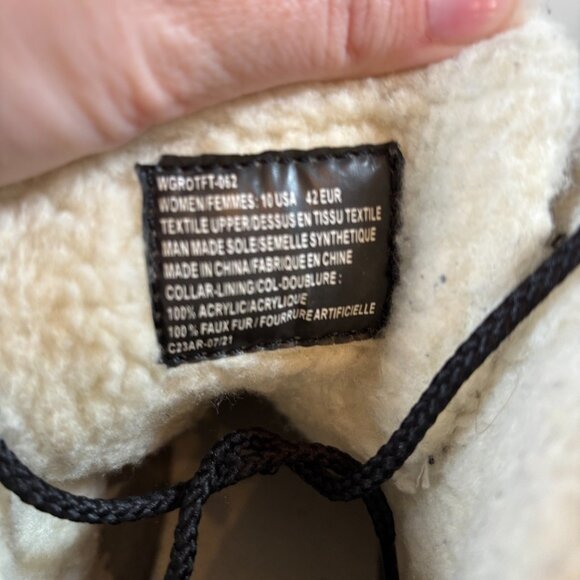 WGROTFT-062
WOMEN/FEMMES: 10 USA 42 EUR
TEXTILE UPPER/DESSUS EN TISSU TEXTILE
MAN MADE SOLE/SEMELLE SYNTHETIQUE
MADE IN CHINA/FABRIQUE EN CHINE
COLLAR-LINING/COL-DOUBLURE :
100% ACRYLIC/ACRYLIQUE
100 % FAUX FUR / FOURRURE ARTIFICIELLE
C23AR-07/21